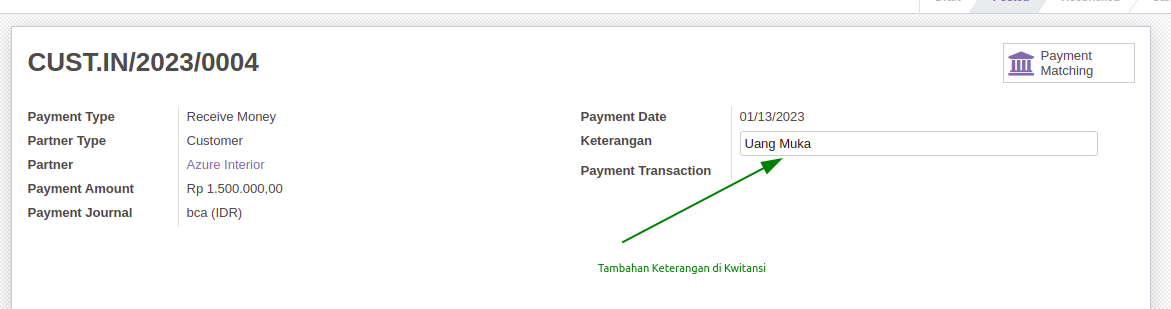 Posted
CUST.IN/2023/0004
Payment
Matching
Payment Type Receive Money
Partner Type Customer
Partner Azure Interior
Payment Amount Rp 1.500.000,00
Payment Journal bca (IDR)
Payment Date 01/13/2023
Keterangan Uang Muka
Payment Transaction
Tambahan Keterangan di Kwitansi